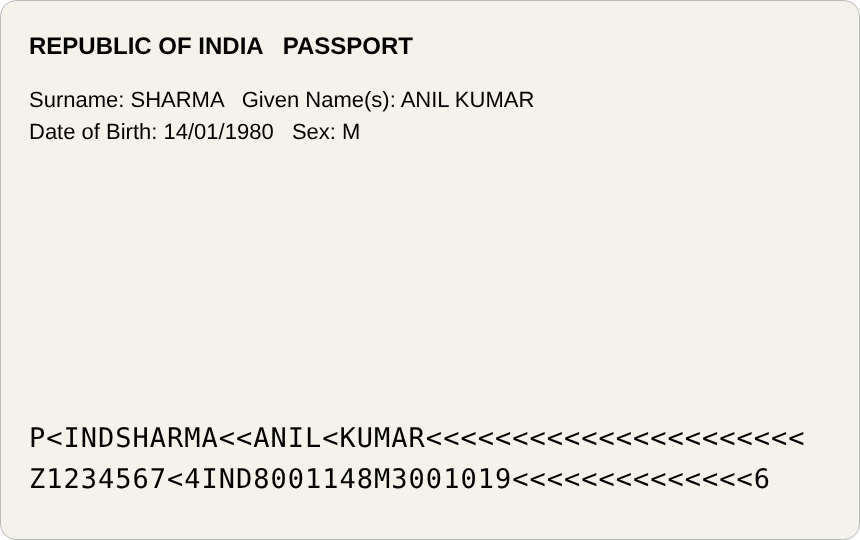 REPUBLIC OF INDIA PASSPORT
Surname: SHARMA Given Name(s): ANIL KUMAR
Date of Birth: 14/01/1980 Sex: M
P<INDSHARMA<<ANIL<KUMAR<<<<<<<<<<<<<<<<<<<<<<
Z1234567<4IND8001148M3001019<<<<<<<<<<<<<<6